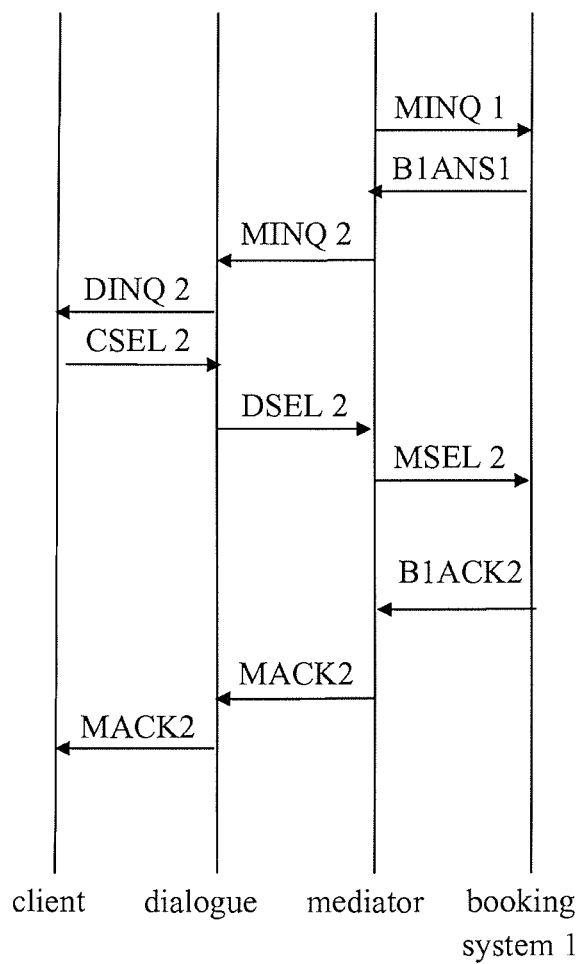 MINQ 1
B1ANS1
MINQ 2
DINQ 2
CSEL 2
DSEL 2
MSEL 2
B1ACK2
MACK2
MACK2
client dialogue mediator booking
system 1